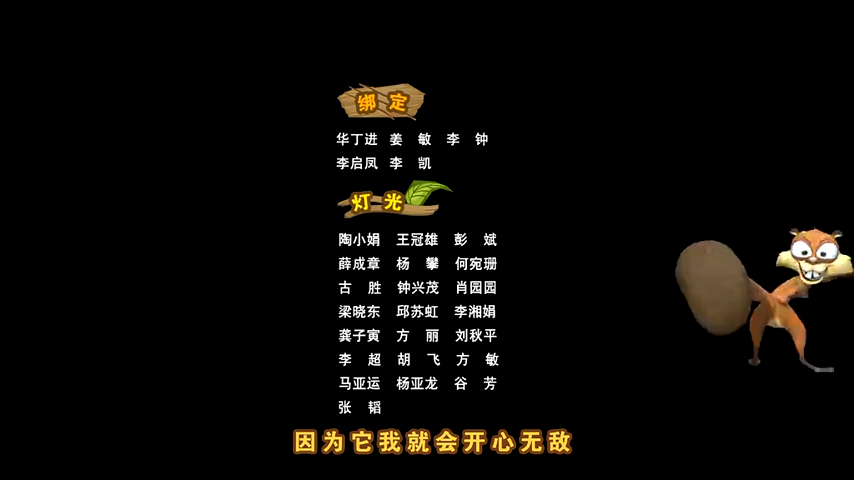 绑定
华丁进 姜 敏 李 钟
李启凤 李 凯
灯光
陶小娟 王冠雄 彭 斌
薛成章 杨 攀 何宛珊
古 胜 钟兴茂 肖园园
梁晓东 邱苏虹 李湘娟
龚子寅 方 丽 刘秋平
李 超 胡 飞 方 敏
马亚运 杨亚龙 谷 芳
张 韬
因为它我就会开心无敌